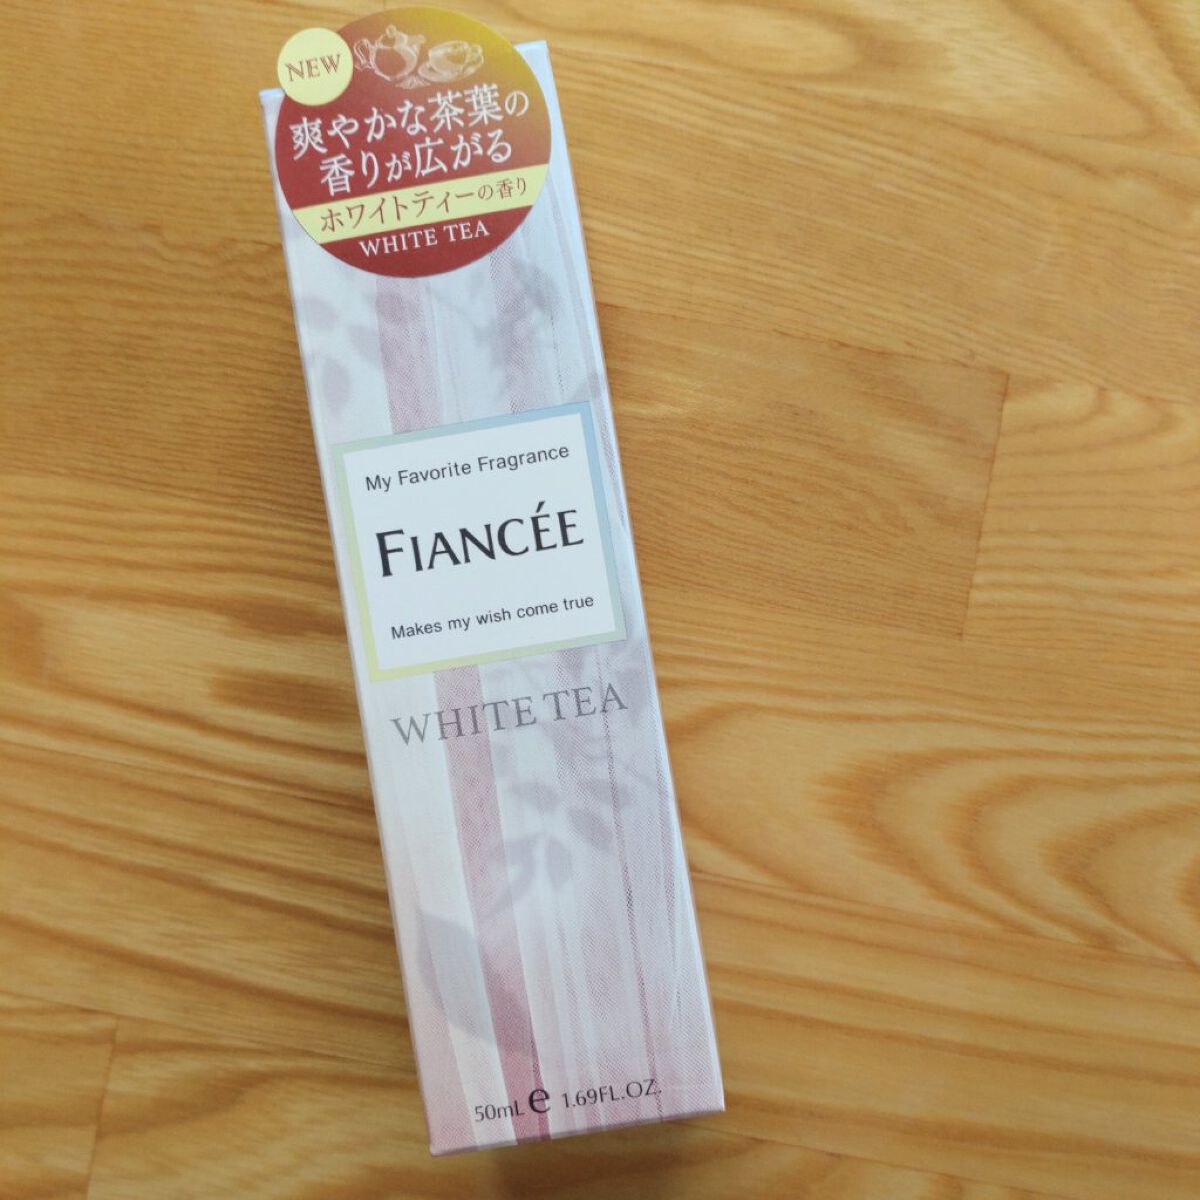 NEW
爽やかな茶葉の
香りが広がる
ホワイトティーの香り
WHITE TEA
My Favorite Fragrance
FIANCÉE
Makes my wish come true
WHITE TEA
50mL ℮ 1.69FL.OZ.